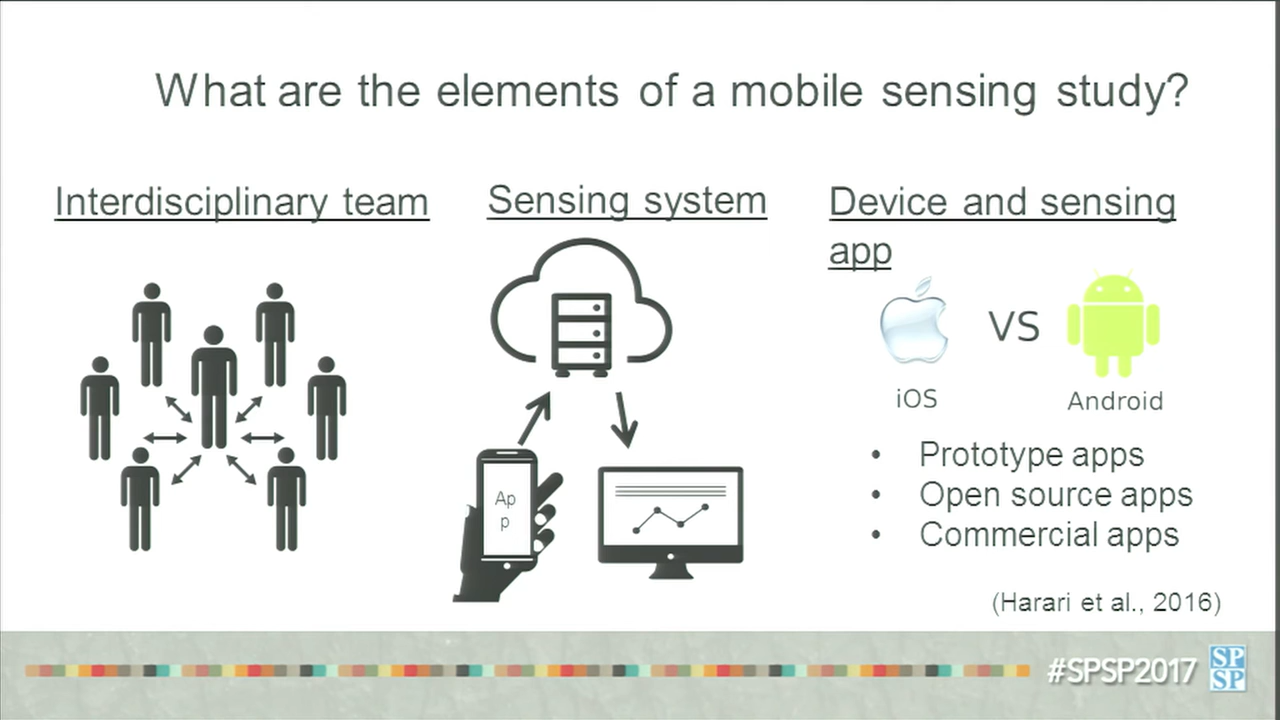 What are the elements of a mobile sensing study?
Interdisciplinary team
Sensing system
Ap
p
Device and sensing
app
VS
iOS
Android
• Prototype apps
• Open source apps
• Commercial apps
(Harari et al., 2016)
#SPSP2017
SP
SP